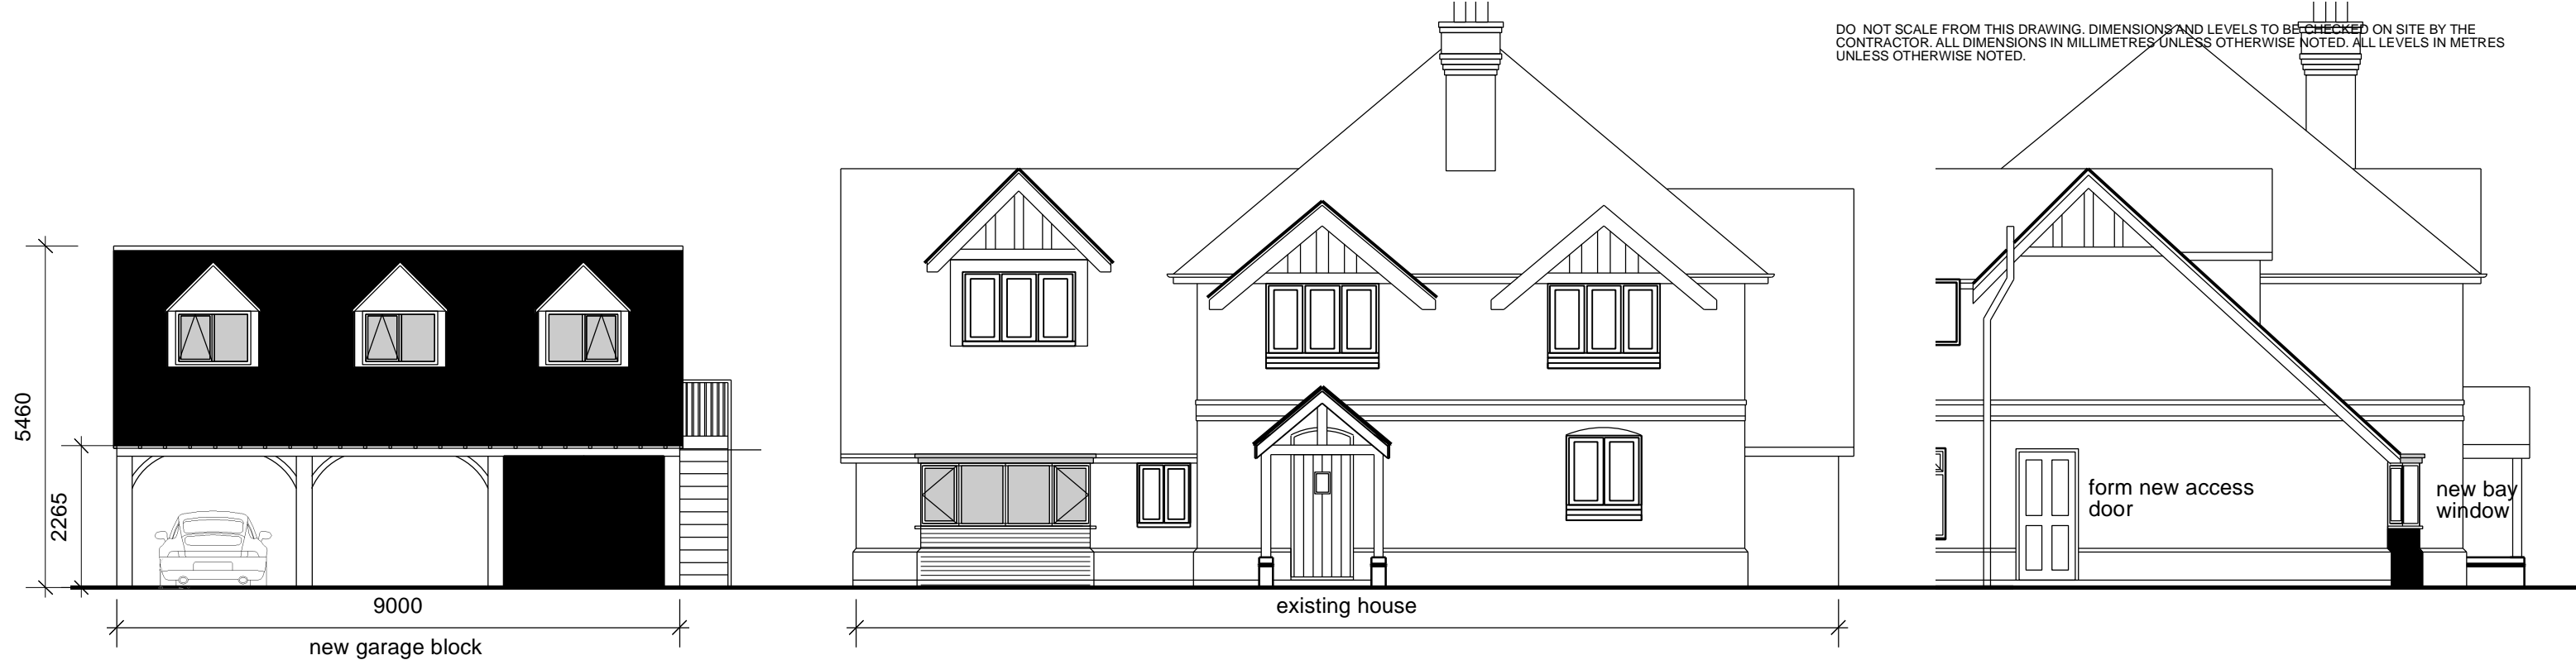 DO NOT SCALE FROM THIS DRAWING. DIMENSIONS AND LEVELS TO BE CHECKED ON SITE BY THE
CONTRACTOR. ALL DIMENSIONS IN MILLIMETRES UNLESS OTHERWISE NOTED. ALL LEVELS IN METRES
UNLESS OTHERWISE NOTED.
5460
2265
9000
new garage block
existing house
form new access
door
new bay
window